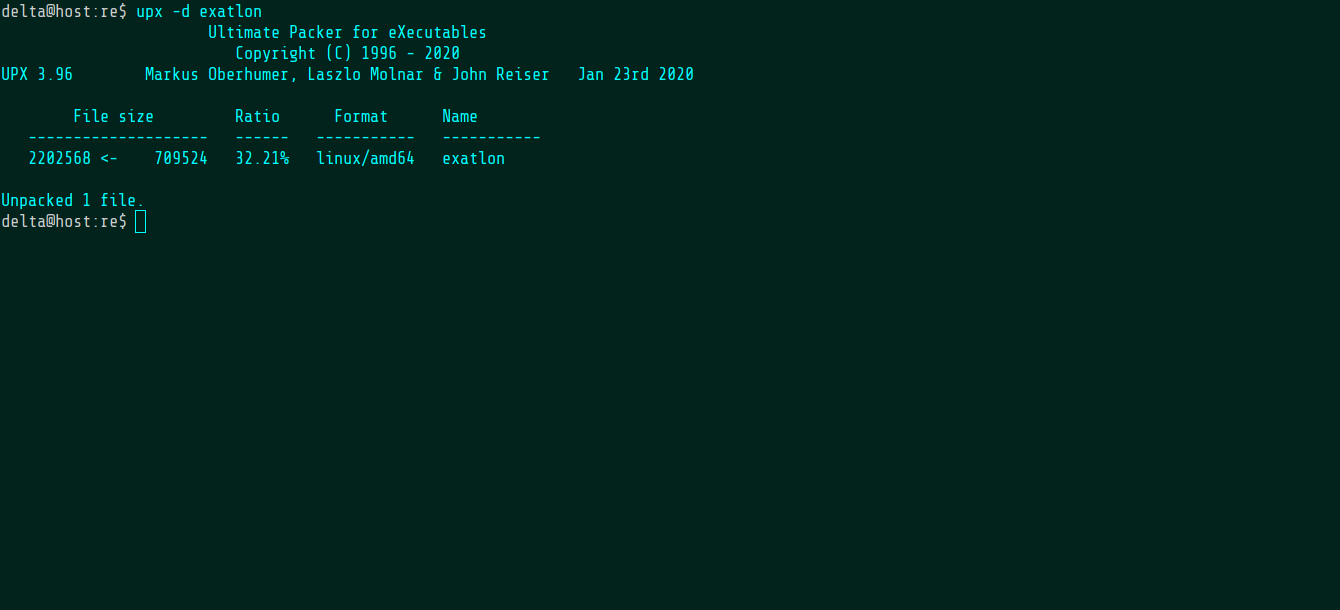 delta@host:re$ upx -d exatlon
Ultimate Packer for eXecutables
Copyright (C) 1996 - 2020
UPX 3.96 Markus Oberhumer, Laszlo Molnar & John Reiser Jan 23rd 2020
File size Ratio Format Name
-------------------- ------ ----------- -----------
2202568 <- 709524 32.21% linux/amd64 exatlon
Unpacked 1 file.
delta@host:re$